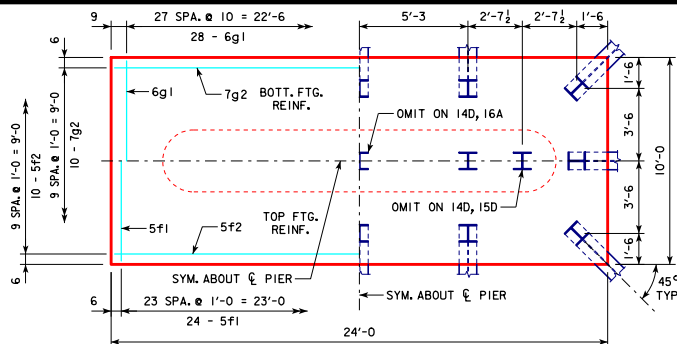 9
27 SPA. @ 10 = 22'-6
28 - 6g1
5'-3
2'-7½
2'-7½
1'-6
6
6g1
7g2
BOTT. FTG.
REINF.
OMIT ON 14D, 16A
1'-6
3'-6
10'-0
3'-6
1'-6
9 SPA. @ 1'-0 = 9'-0
10 - 5f2
9 SPA. @ 1'-0 = 9'-0
10 - 7g2
OMIT ON
14D, 15D
TOP FTG.
REINF.
5f1
5f2
6
SYM. ABOUT ℄ PIER
SYM. ABOUT ℄ PIER
6
23 SPA. @ 1'-0 = 23'-0
24 - 5f1
45°
TYP
24'-0